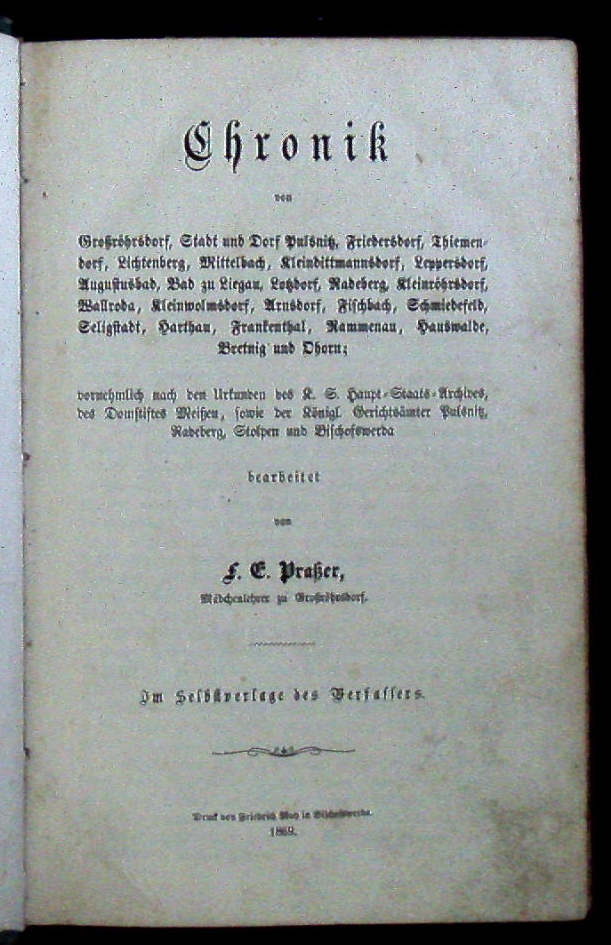 Chronik
von
Großröhrsdorf, Stadt und Dorf Pulsnitz, Friedersdorf, Thiemen-
dorf, Lichtenberg, Mittelbach, Kleindittmannsdorf, Leppersdorf,
Augustusbad, Bad zu Liegau, Lotzdorf, Radeberg, Kleinröhrsdorf,
Wallroda, Kleinwolmsdorf, Arnsdorf, Fischbach, Schmiedefeld,
Seligstadt, Harthau, Frankenthal, Rammenau, Hauswalde,
Bretnig und Ohorn;
vornehmlich nach den Urkunden des K. S. Haupt-Staats-Archives,
des Domstiftes Meißen, sowie der Königl. Gerichtsämter Pulsnitz,
Radeberg, Stolpen und Bischofswerda
bearbeitet
von
F. E. Praßer,
Mädchenlehrer zu Großröhrsdorf.
Im Selbstverlage des Verfassers.
Druck von Friedrich May in Bischofswerda.
1869.